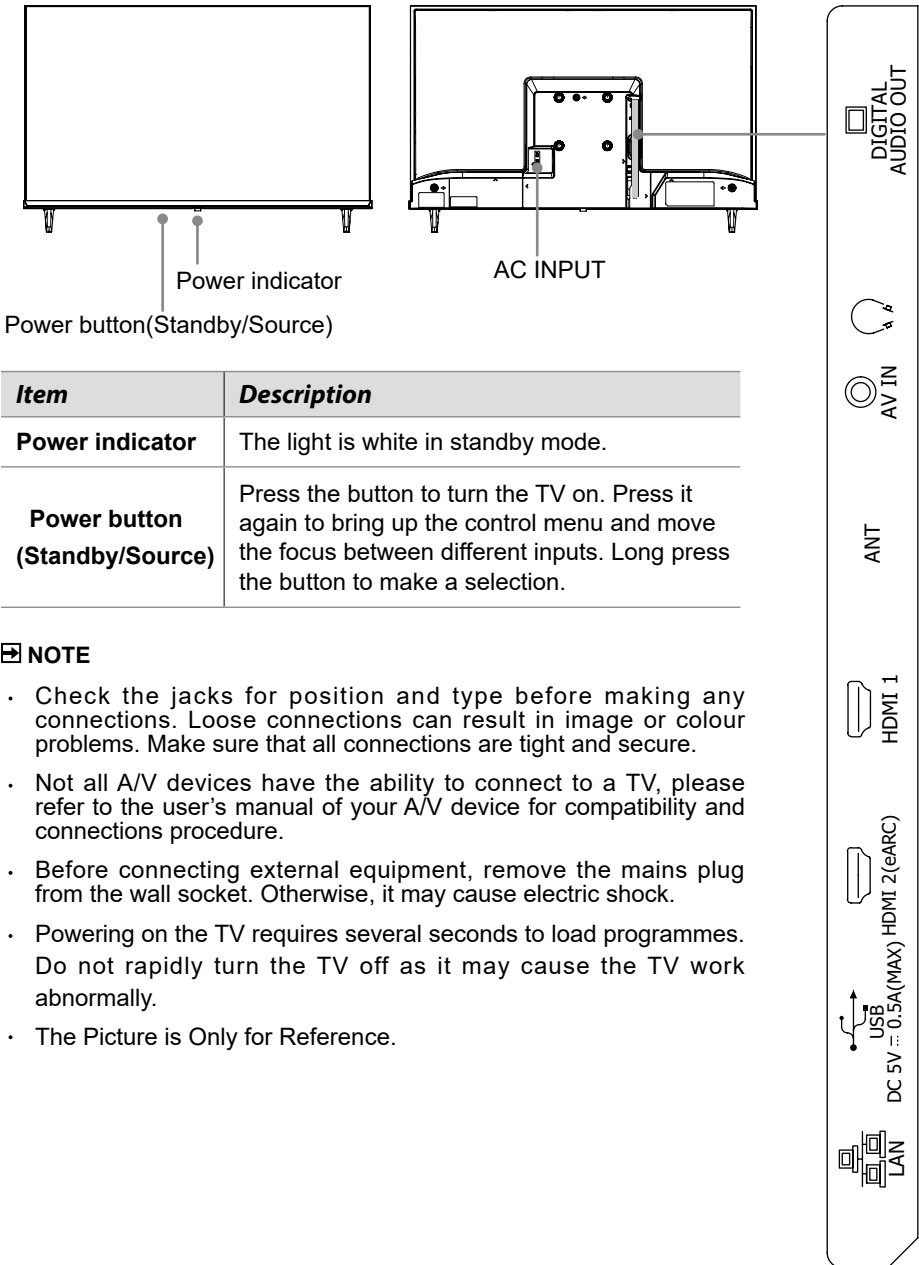 Power indicator
AC INPUT
Power button(Standby/Source)
Item Description
Power indicator The light is white in standby mode.
Power button
(Standby/Source)
Press the button to turn the TV on. Press it
again to bring up the control menu and move
the focus between different inputs. Long press
the button to make a selection.
NOTE
· Check the jacks for position and type before making any
connections. Loose connections can result in image or colour
problems. Make sure that all connections are tight and secure.
· Not all A/V devices have the ability to connect to a TV, please
refer to the user’s manual of your A/V device for compatibility and
connections procedure.
· Before connecting external equipment, remove the mains plug
from the wall socket. Otherwise, it may cause electric shock.
· Powering on the TV requires several seconds to load programmes.
Do not rapidly turn the TV off as it may cause the TV work
abnormally.
· The Picture is Only for Reference.
DIGITAL
AUDIO OUT
AV IN
ANT
HDMI 1
HDMI 2(eARC)
USB
DC 5V ⎓ 0.5A(MAX)
LAN